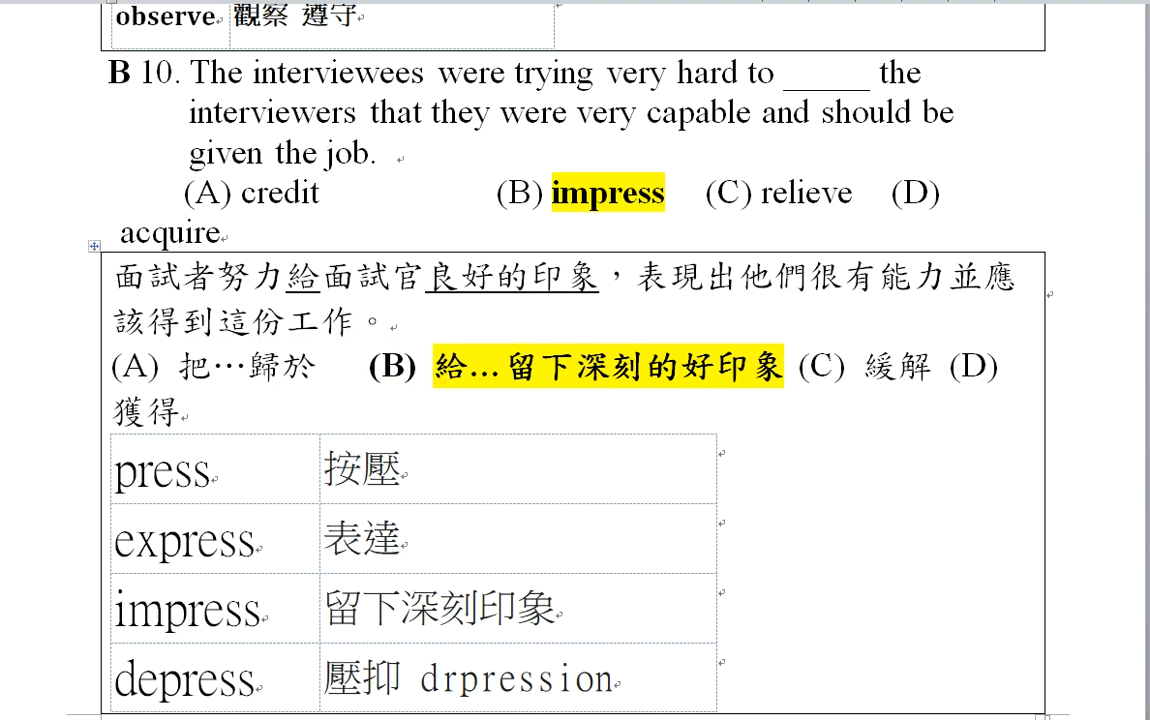 observe 觀察 遵守
B 10. The interviewees were trying very hard to _____ the
interviewers that they were very capable and should be
given the job.
(A) credit (B) impress (C) relieve (D)
acquire
面試者努力給面試官良好的印象，表現出他們很有能力並應
該得到這份工作。
(A) 把…歸於 (B) 給…留下深刻的好印象 (C) 緩解 (D)
獲得
press 按壓
express 表達
impress 留下深刻印象
depress 壓抑 drpression